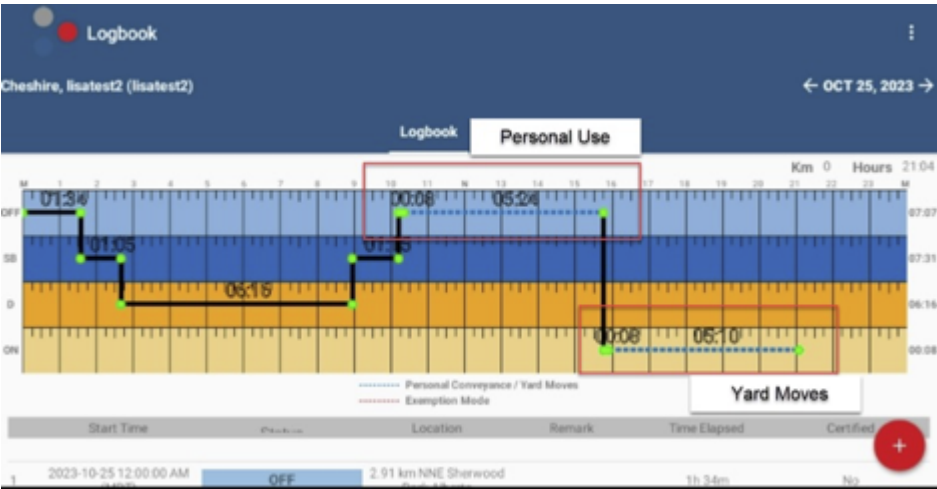 Logbook
Cheshire, lisatest2 (lisatest2)
← OCT 25, 2023 →
Logbook
Personal Use
Km 0 Hours 21:04
M 1 2 3 4 5 6 7 8 9 10 11 N 13 14 15 16 17 18 19 20 21 22 23 M
OFF 01:34 00:08 05:24 07:07
SB 01:05 07:31
D 06:16 06:16
ON 00:08 05:10 00:08
Personal Conveyance / Yard Moves
Exemption Mode
Yard Moves
Start Time Status Location Remark Time Elapsed Certified
+
1 2023-10-25 12:00:00 AM OFF 2.91 km NNE Sherwood 1h 34m No